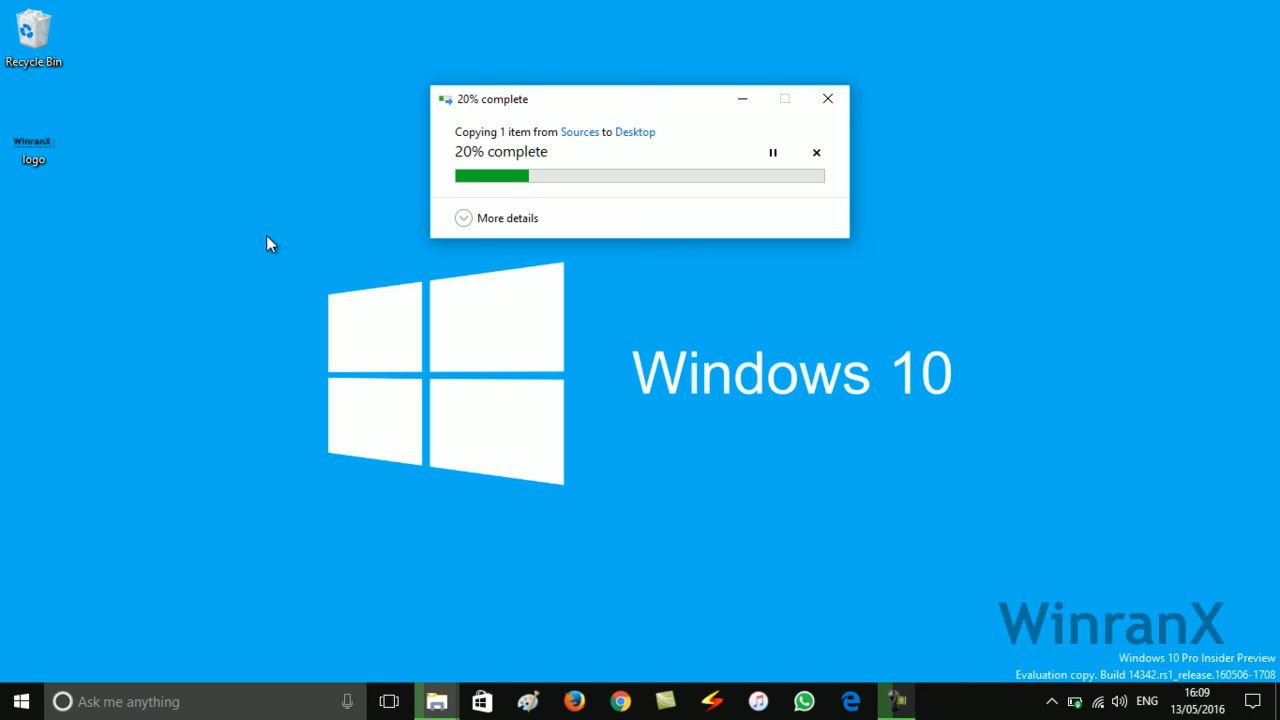 Recycle Bin
WinranX
logo
20% complete
Copying 1 item from Sources to Desktop
20% complete
More details
Windows 10
WinranX
Windows 10 Pro Insider Preview
Evaluation copy. Build 14342.rs1_release.160506-1708
Ask me anything
ENG
16:09
13/05/2016